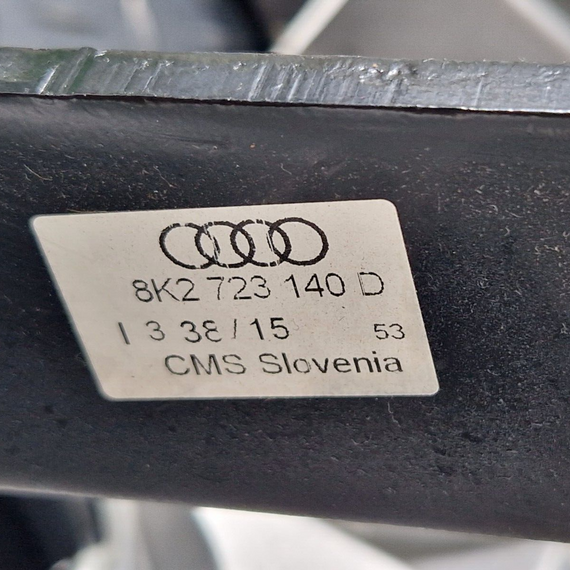 8K2 723 140 D
I 3 38/15 53
CMS Slovenia